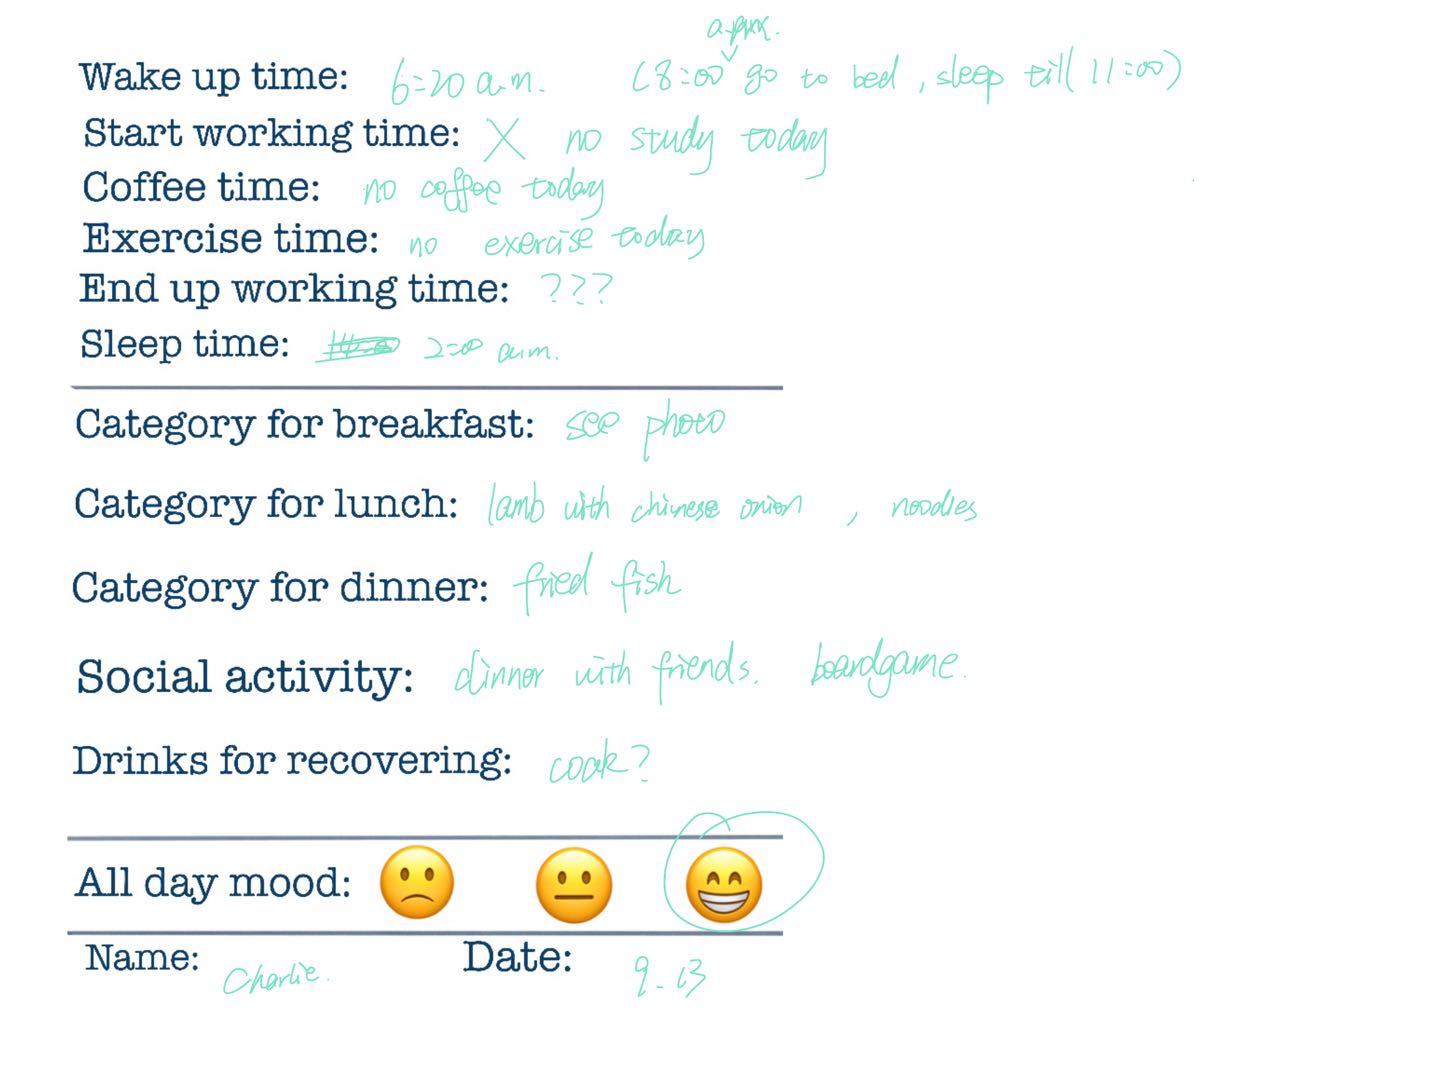 Wake up time: 6:20 a.m. (8:00 a.m. go to bed, sleep till 11:00)
Start working time: X no study today
Coffee time: no coffee today
Exercise time: no exercise today
End up working time: ???
Sleep time: 2:00 a.m.
Category for breakfast: see photo
Category for lunch: lamb with chinese onion, noodles
Category for dinner: fried fish
Social activity: dinner with friends. boardgame.
Drinks for recovering: coak?
All day mood:
Name: Charlie. Date: 9.13